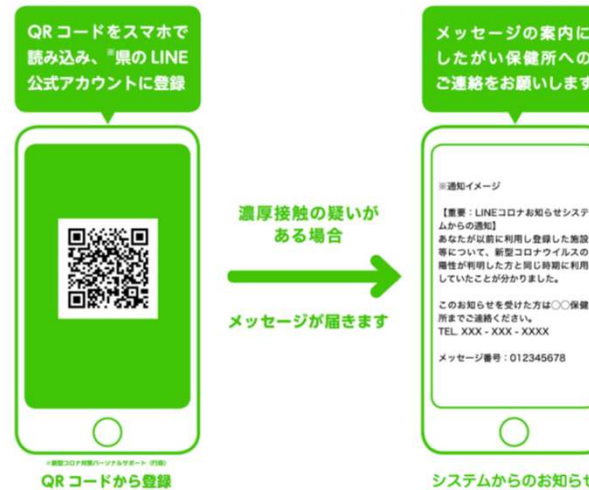 QRコードをスマホで
読み込み、※県のLINE
公式アカウントに登録
※新型コロナ対策パーソナルサポート（行政）
QRコードから登録
濃厚接触の疑いが
ある場合
メッセージが届きます
メッセージの案内に
したがい保健所への
ご連絡をお願いします
※通知イメージ
【重要：LINEコロナお知らせシステ
ムからの通知】
あなたが以前に利用し登録した施設
等について、新型コロナウイルスの
陽性が判明した方と同じ時期に利用
していたことが分かりました。
このお知らせを受けた方は〇〇保健
所までご連絡ください。
TEL. XXX - XXX - XXXX
メッセージ番号：012345678
システムからのお知らせ